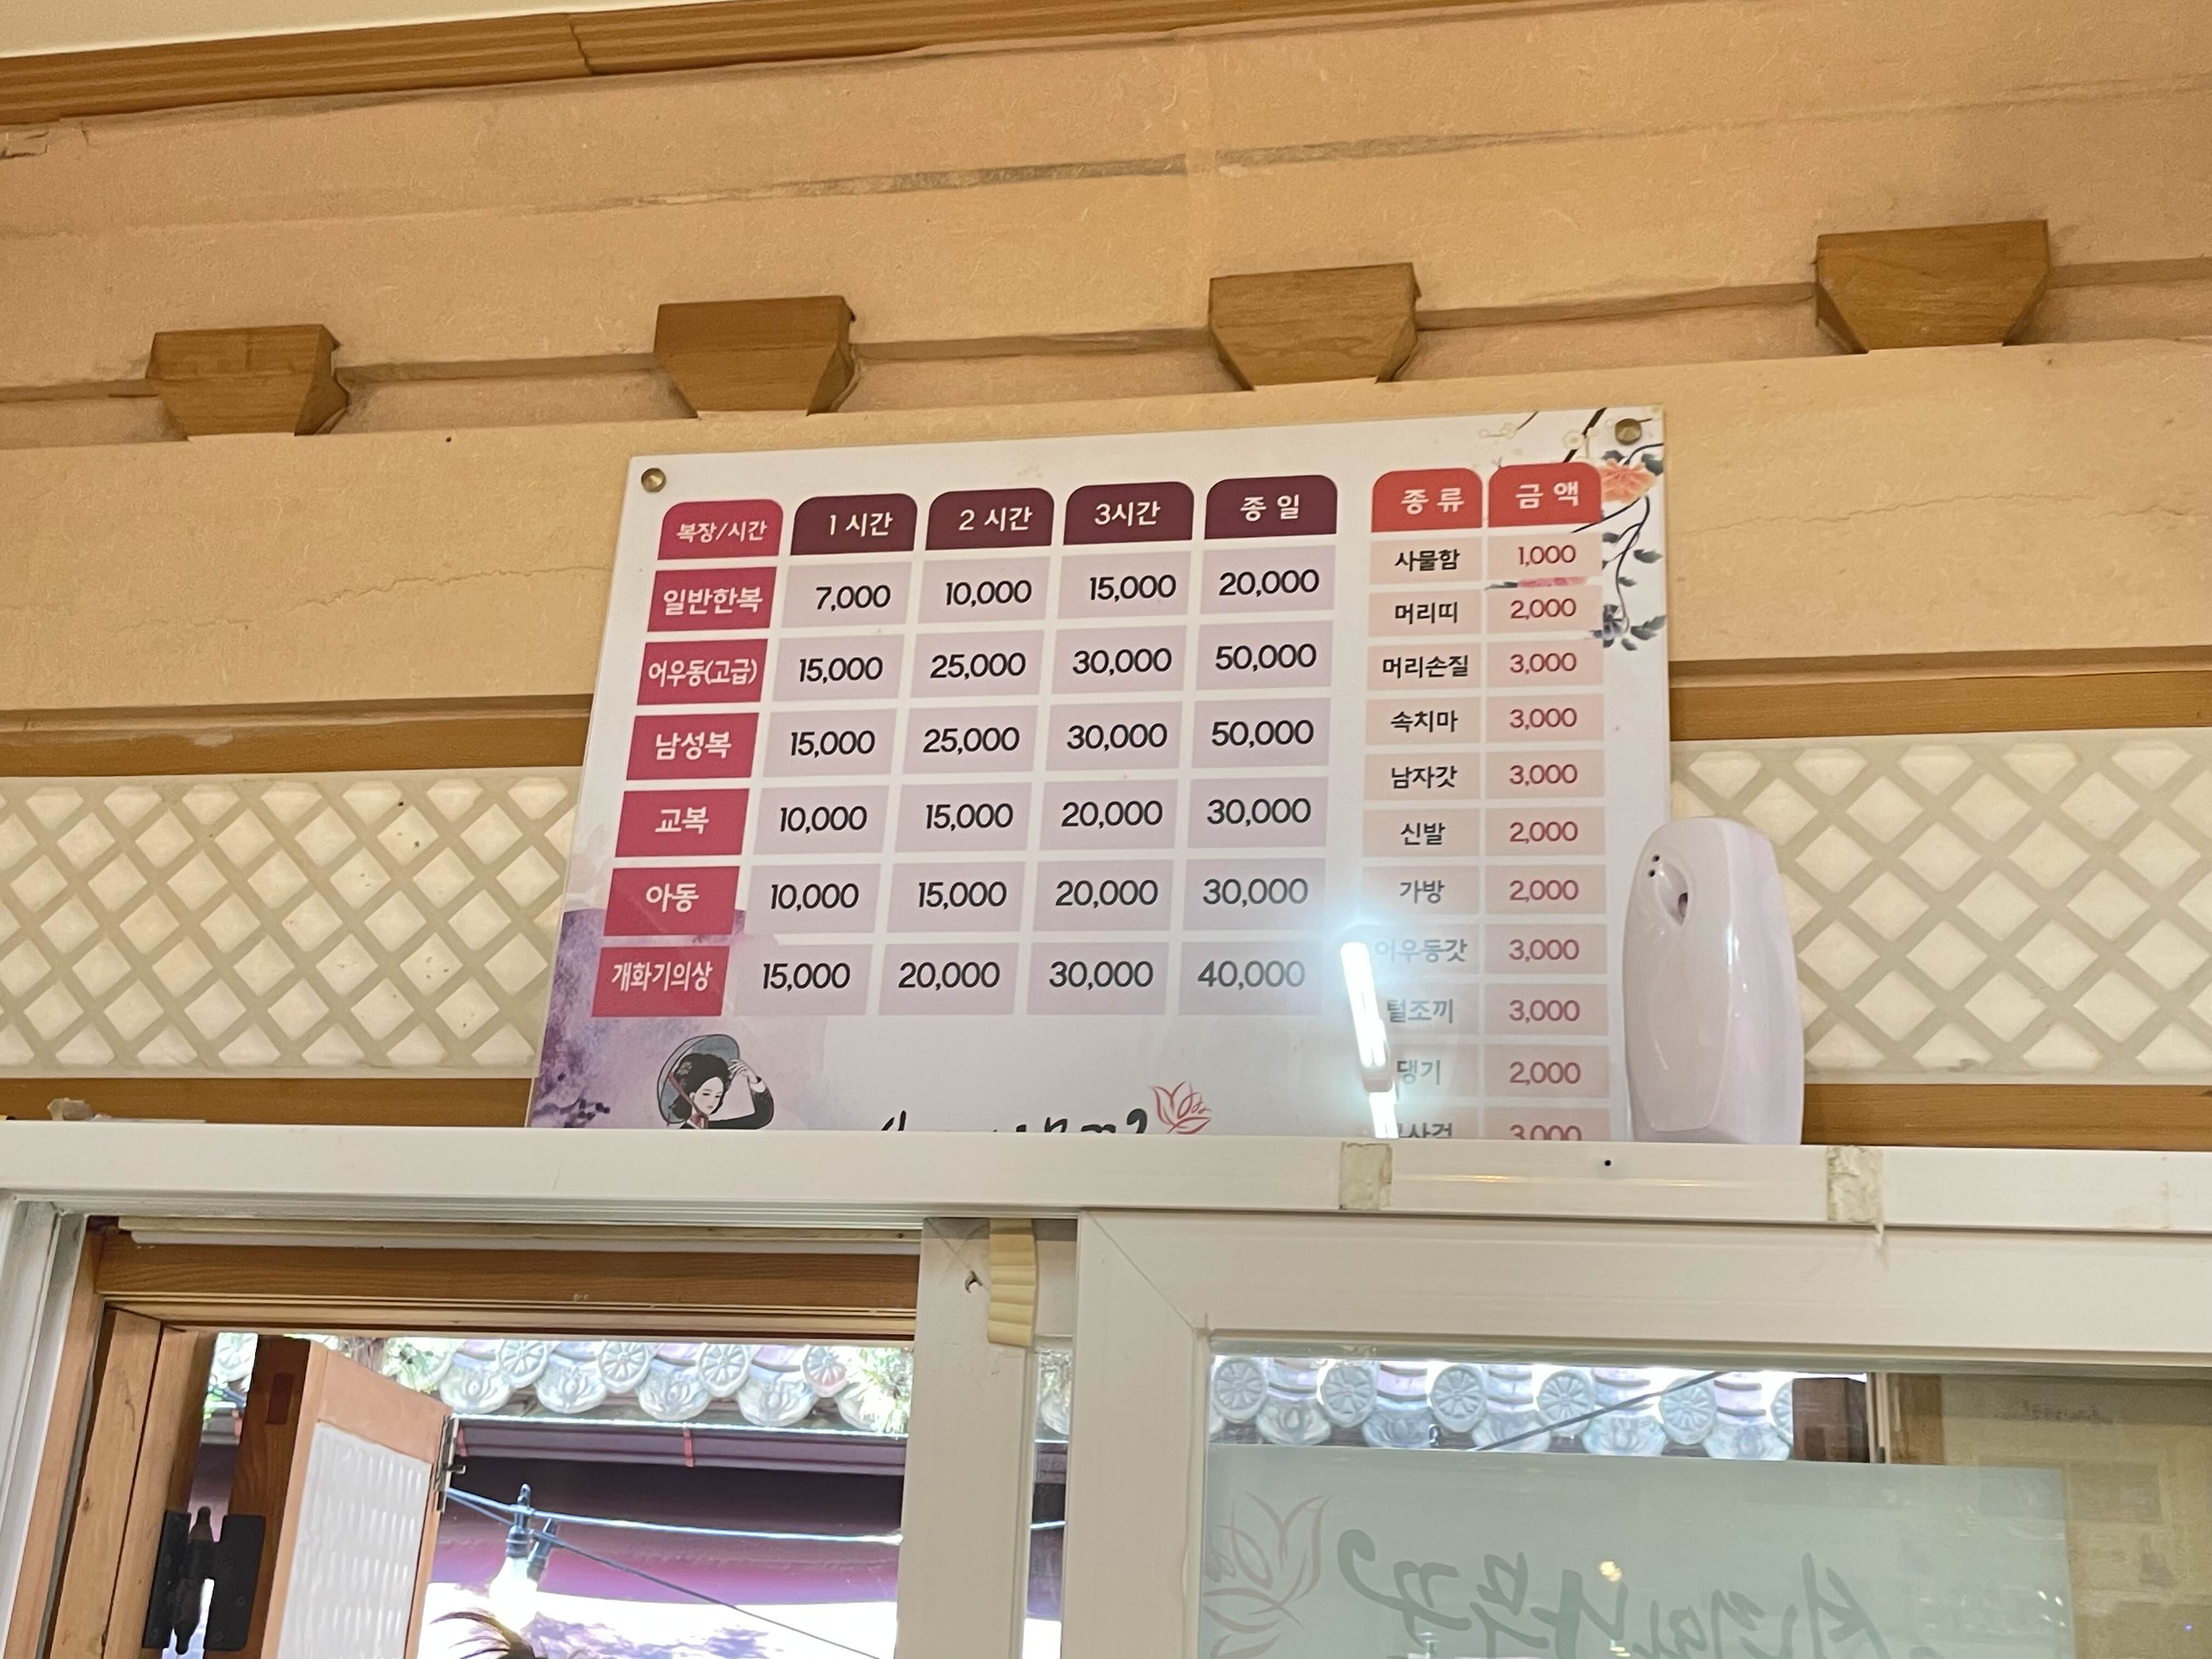 복장/시간 1 시간 2 시간 3시간 종 일
일반한복 7,000 10,000 15,000 20,000
어우동(고급) 15,000 25,000 30,000 50,000
남성복 15,000 25,000 30,000 50,000
교복 10,000 15,000 20,000 30,000
아동 10,000 15,000 20,000 30,000
개화기의상 15,000 20,000 30,000 40,000
종 류 금 액
사물함 1,000
머리띠 2,000
머리손질 3,000
속치마 3,000
남자갓 3,000
신발 2,000
가방 2,000
어우동갓 3,000
털조끼 3,000
댕기 2,000
3,000